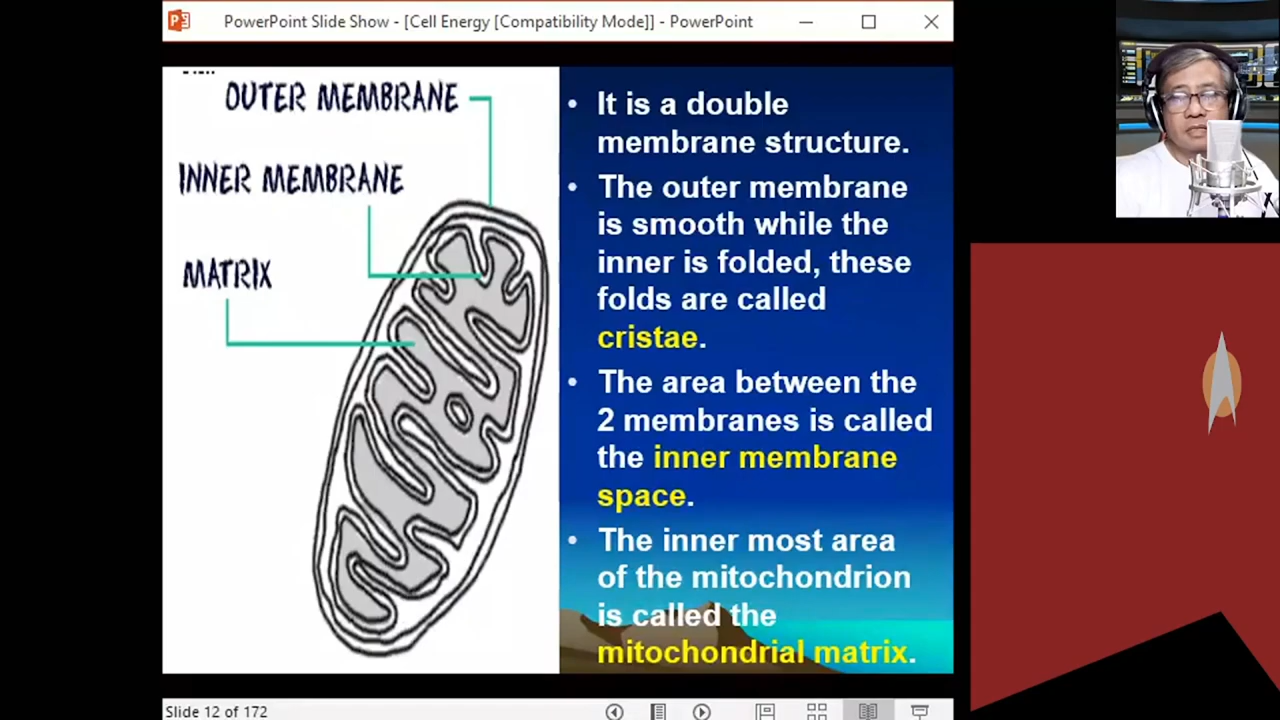 PowerPoint Slide Show - [Cell Energy [Compatibility Mode]] - PowerPoint
OUTER MEMBRANE
INNER MEMBRANE
MATRIX
• It is a double
membrane structure.
• The outer membrane
is smooth while the
inner is folded, these
folds are called
cristae.
• The area between the
2 membranes is called
the inner membrane
space.
• The inner most area
of the mitochondrion
is called the
mitochondrial matrix.
Slide 12 of 172